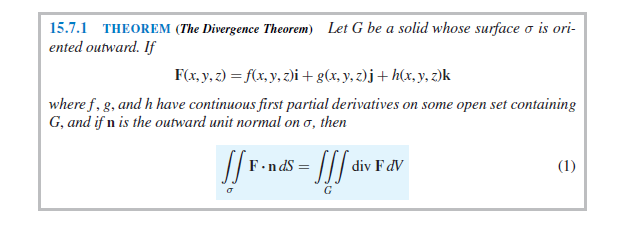 15.7.1 THEOREM (The Divergence Theorem) Let G be a solid whose surface σ is ori-
ented outward. If
F(x, y, z) = f(x, y, z)i + g(x, y, z)j + h(x, y, z)k
where f, g, and h have continuous first partial derivatives on some open set containing
G, and if n is the outward unit normal on σ, then
∬σ F · n dS = ∭G div F dV (1)